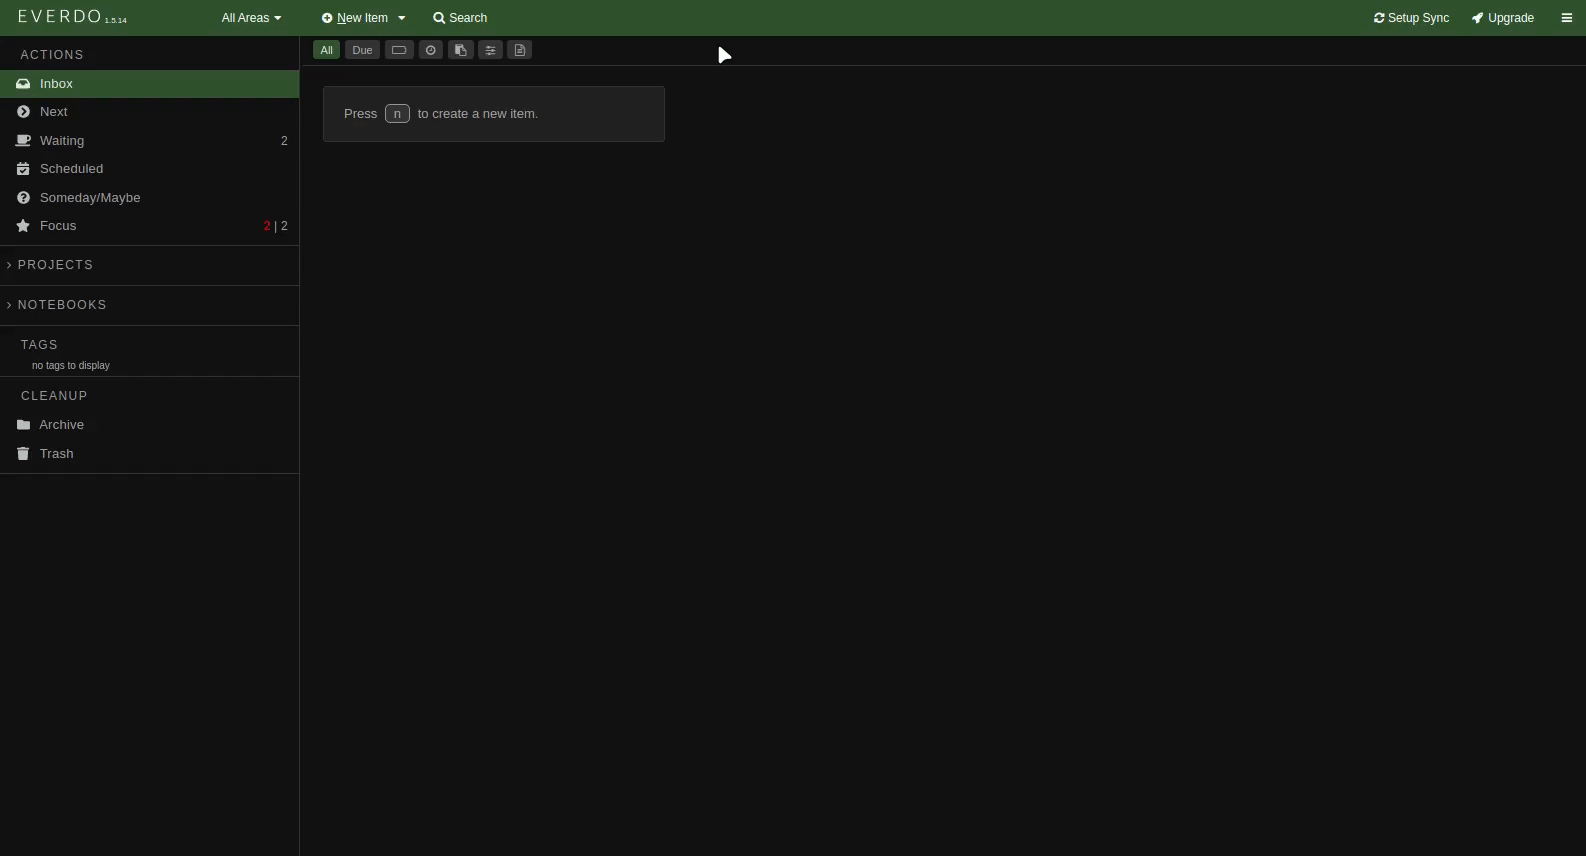 EVERDO 1.5.14 All Areas New Item Search Setup Sync Upgrade
ACTIONS
All Due
Inbox
Next
Press n to create a new item.
Waiting 2
Scheduled
Someday/Maybe
Focus 2 | 2
PROJECTS
NOTEBOOKS
TAGS
no tags to display
CLEANUP
Archive
Trash